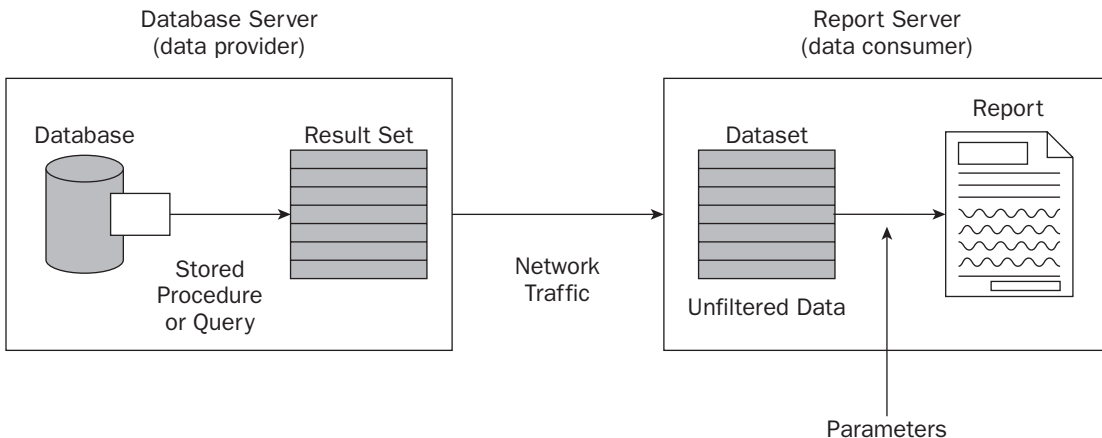 Database Server
(data provider)
Report Server
(data consumer)
Database
Result Set
Stored
Procedure
or Query
Network
Traffic
Dataset
Unfiltered Data
Report
Parameters